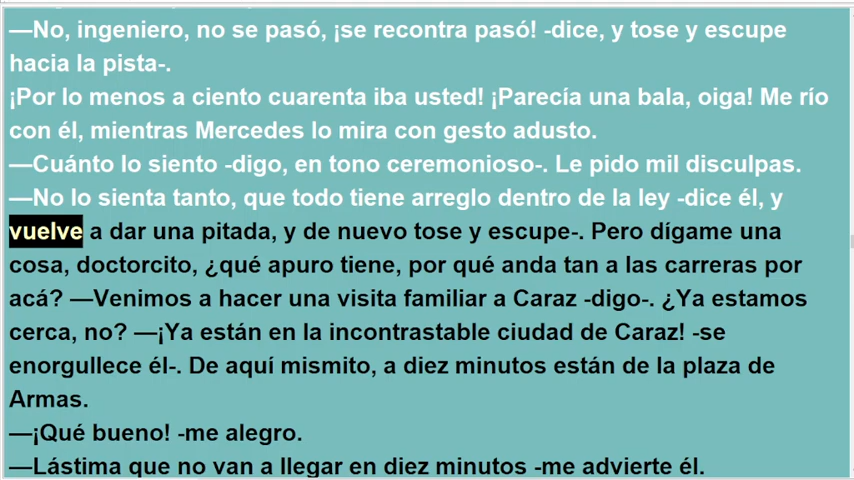 —No, ingeniero, no se pasó, ¡se recontra pasó! -dice, y tose y escupe
hacia la pista-.
¡Por lo menos a ciento cuarenta iba usted! ¡Parecía una bala, oiga! Me río
con él, mientras Mercedes lo mira con gesto adusto.
—Cuánto lo siento -digo, en tono ceremonioso-. Le pido mil disculpas.
—No lo sienta tanto, que todo tiene arreglo dentro de la ley -dice él, y
vuelve a dar una pitada, y de nuevo tose y escupe-. Pero dígame una
cosa, doctorcito, ¿qué apuro tiene, por qué anda tan a las carreras por
acá? —Venimos a hacer una visita familiar a Caraz -digo-. ¿Ya estamos
cerca, no? —¡Ya están en la incontrastable ciudad de Caraz! -se
enorgullece él-. De aquí mismito, a diez minutos están de la plaza de
Armas.
—¡Qué bueno! -me alegro.
—Lástima que no van a llegar en diez minutos -me advierte él.